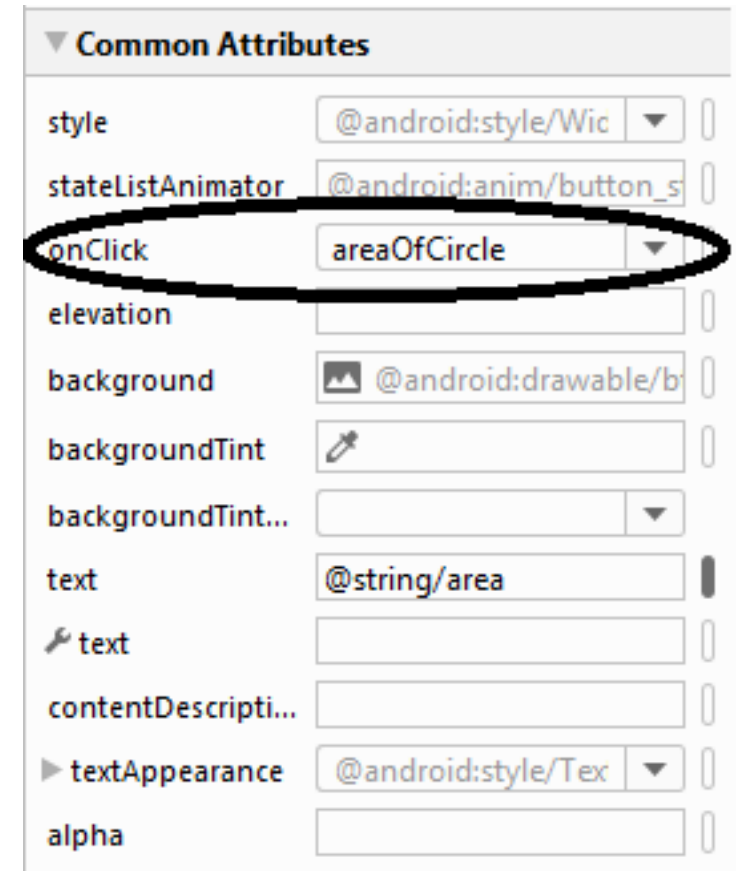 Common Attributes
style @android:style/Wid
stateListAnimator @android:anim/button_s
onClick areaOfCircle
elevation
background @android:drawable/b
backgroundTint
backgroundTint...
text @string/area
text
contentDescripti...
textAppearance @android:style/Tex
alpha